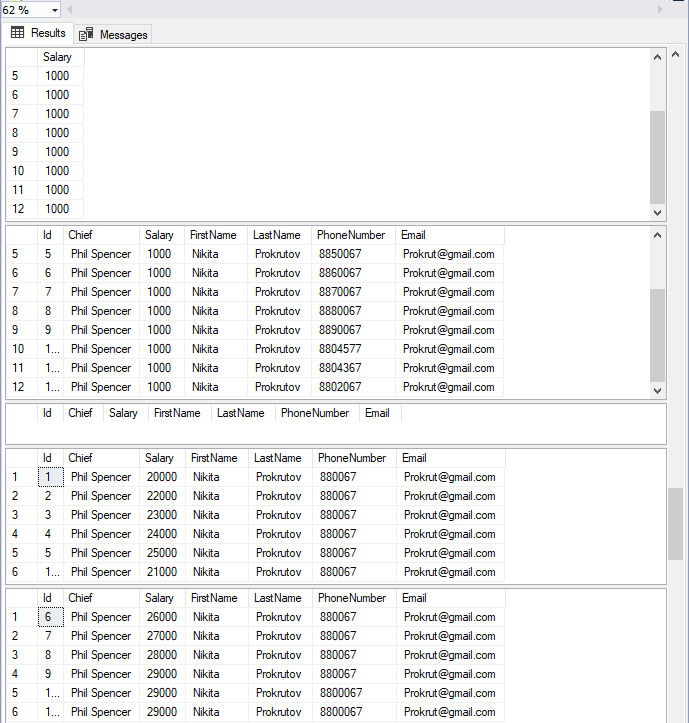 62 %
Results Messages
Salary
5 1000
6 1000
7 1000
8 1000
9 1000
10 1000
11 1000
12 1000
Id Chief Salary FirstName LastName PhoneNumber Email
5 5 Phil Spencer 1000 Nikita Prokrutov 8850067 Prokrut@gmail.com
6 6 Phil Spencer 1000 Nikita Prokrutov 8860067 Prokrut@gmail.com
7 7 Phil Spencer 1000 Nikita Prokrutov 8870067 Prokrut@gmail.com
8 8 Phil Spencer 1000 Nikita Prokrutov 8880067 Prokrut@gmail.com
9 9 Phil Spencer 1000 Nikita Prokrutov 8890067 Prokrut@gmail.com
10 1... Phil Spencer 1000 Nikita Prokrutov 8804577 Prokrut@gmail.com
11 1... Phil Spencer 1000 Nikita Prokrutov 8804367 Prokrut@gmail.com
12 1... Phil Spencer 1000 Nikita Prokrutov 8802067 Prokrut@gmail.com
Id Chief Salary FirstName LastName PhoneNumber Email
Id Chief Salary FirstName LastName PhoneNumber Email
1 1 Phil Spencer 20000 Nikita Prokrutov 880067 Prokrut@gmail.com
2 2 Phil Spencer 22000 Nikita Prokrutov 880067 Prokrut@gmail.com
3 3 Phil Spencer 23000 Nikita Prokrutov 880067 Prokrut@gmail.com
4 4 Phil Spencer 24000 Nikita Prokrutov 880067 Prokrut@gmail.com
5 5 Phil Spencer 25000 Nikita Prokrutov 880067 Prokrut@gmail.com
6 1... Phil Spencer 21000 Nikita Prokrutov 880067 Prokrut@gmail.com
Id Chief Salary FirstName LastName PhoneNumber Email
1 6 Phil Spencer 26000 Nikita Prokrutov 880067 Prokrut@gmail.com
2 7 Phil Spencer 27000 Nikita Prokrutov 880067 Prokrut@gmail.com
3 8 Phil Spencer 28000 Nikita Prokrutov 880067 Prokrut@gmail.com
4 9 Phil Spencer 29000 Nikita Prokrutov 880067 Prokrut@gmail.com
5 1... Phil Spencer 29000 Nikita Prokrutov 8800067 Prokrut@gmail.com
6 1... Phil Spencer 29000 Nikita Prokrutov 8800067 Prokrut@gmail.com